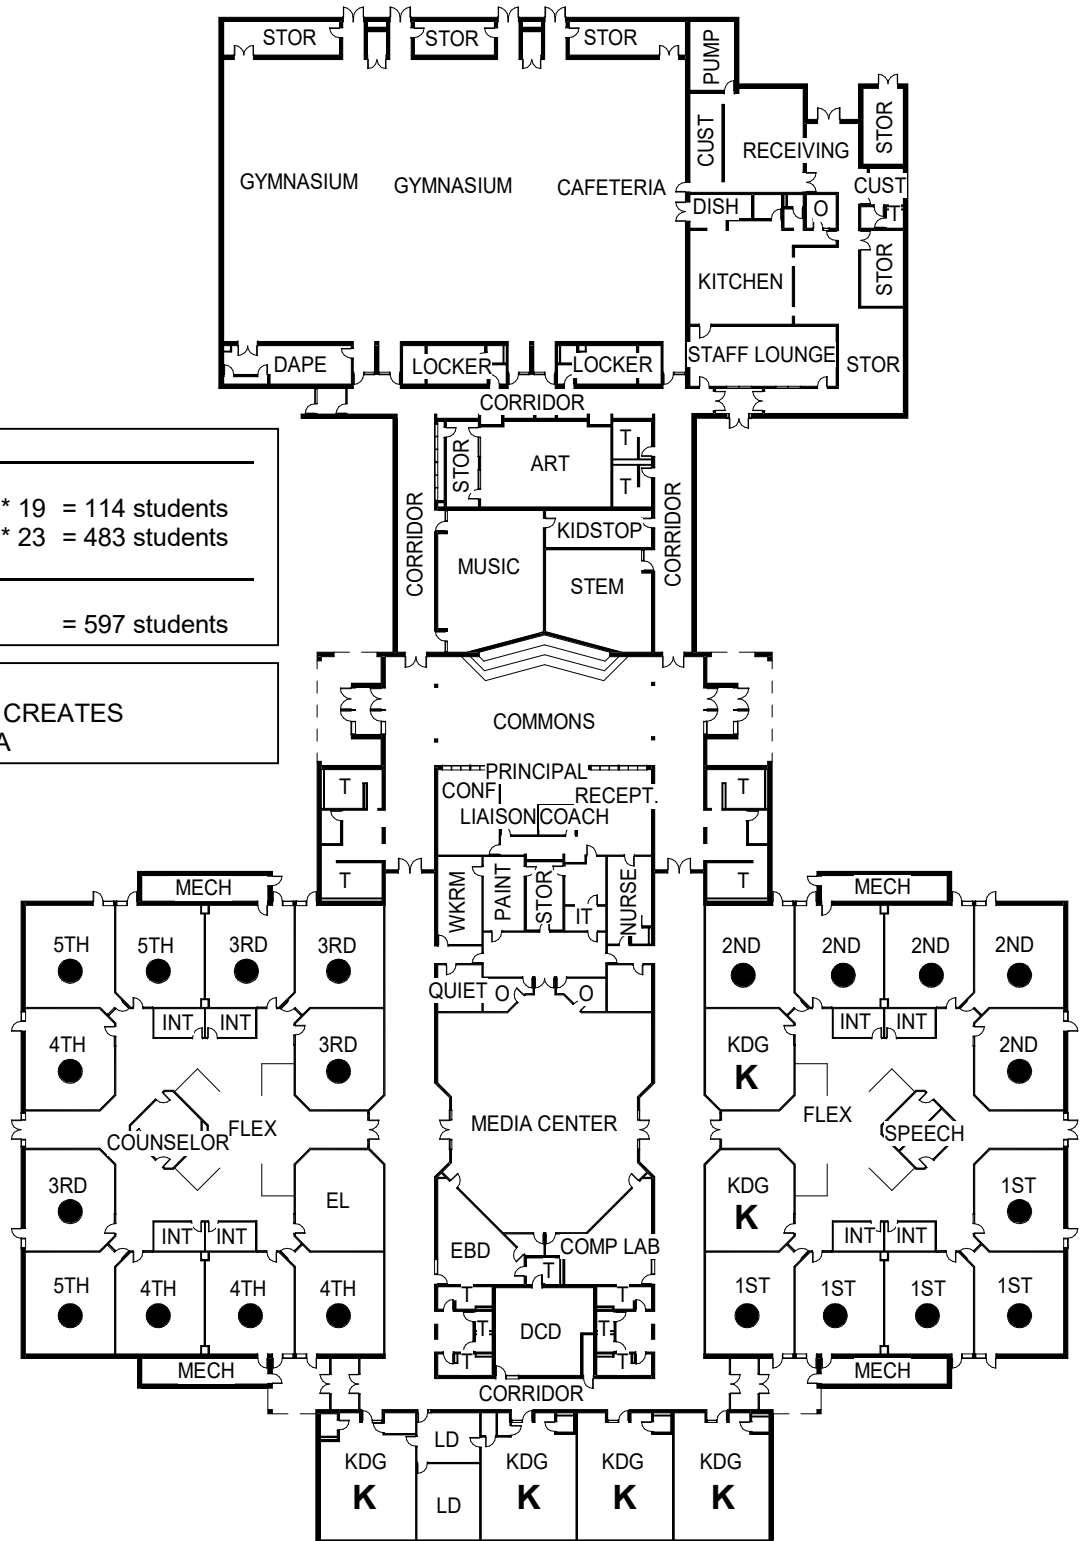 STOR STOR STOR
PUMP
CUST
RECEIVING
STOR
GYMNASIUM GYMNASIUM CAFETERIA
CUST
DISH O T
KITCHEN
STOR
DAPE LOCKER LOCKER STAFF LOUNGE STOR
CORRIDOR
STOR ART T
T
* 19 = 114 students
* 23 = 483 students
= 597 students
CORRIDOR
KIDSTOP
CORRIDOR
MUSIC
STEM
CREATES
A
COMMONS
PRINCIPAL
T CONF RECEPT. T
LIAISON COACH
T T
MECH WKRM PAINT STOR IT NURSE MECH
5TH 5TH 3RD 3RD
2ND 2ND 2ND 2ND
QUIET O O
INT INT INT INT
4TH 3RD KDG 2ND
K
COUNSELOR FLEX MEDIA CENTER FLEX SPEECH
3RD EL KDG 1ST
K
INT INT INT INT
EBD COMP LAB
T
5TH 4TH 4TH 4TH
1ST 1ST 1ST 1ST
T T
T DCD T
T T
MECH MECH
CORRIDOR
LD
KDG KDG KDG KDG
K K K K
LD